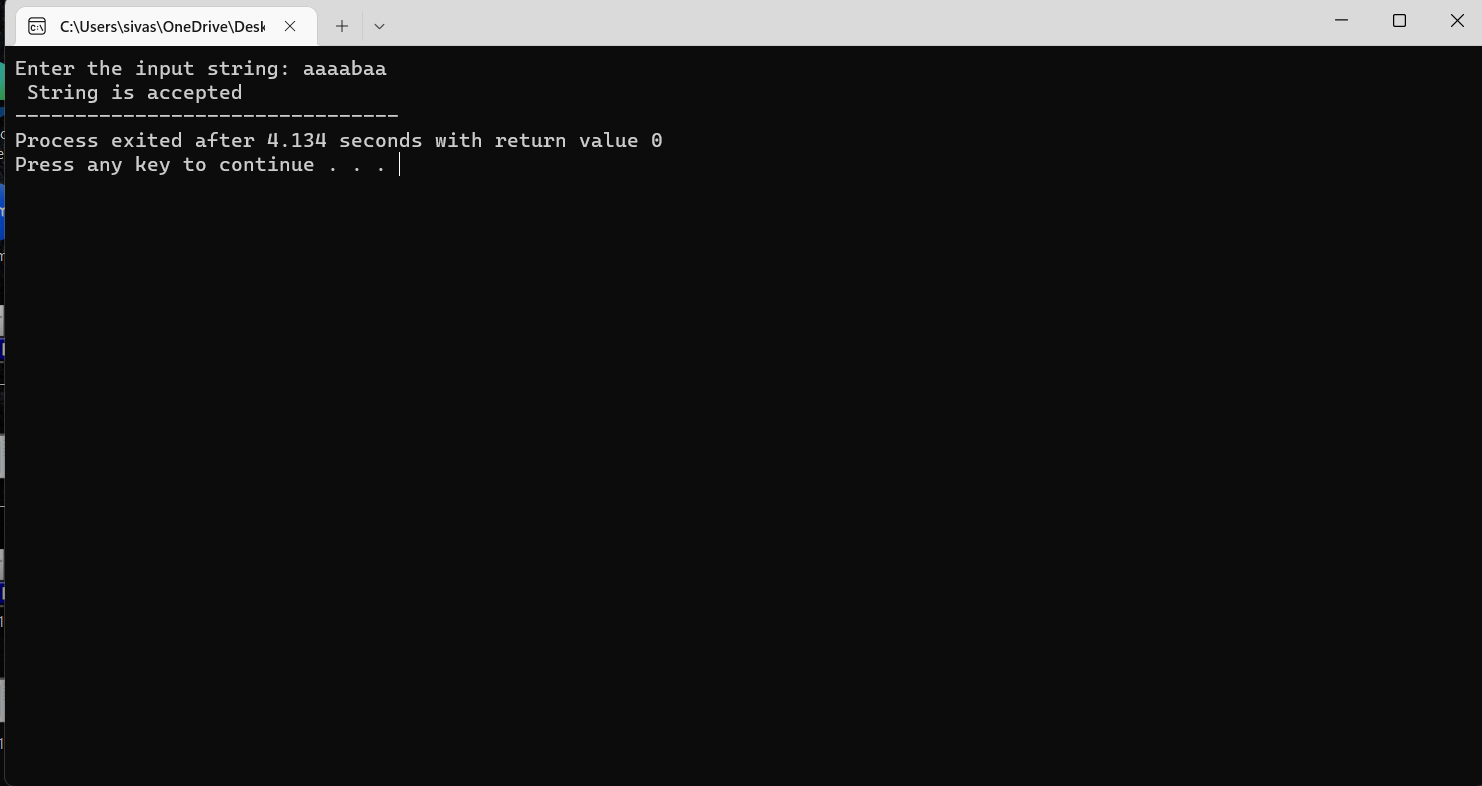 C:\Users\sivas\OneDrive\Desk
Enter the input string: aaaabaa
String is accepted
--------------------------------
Process exited after 4.134 seconds with return value 0
Press any key to continue . . .